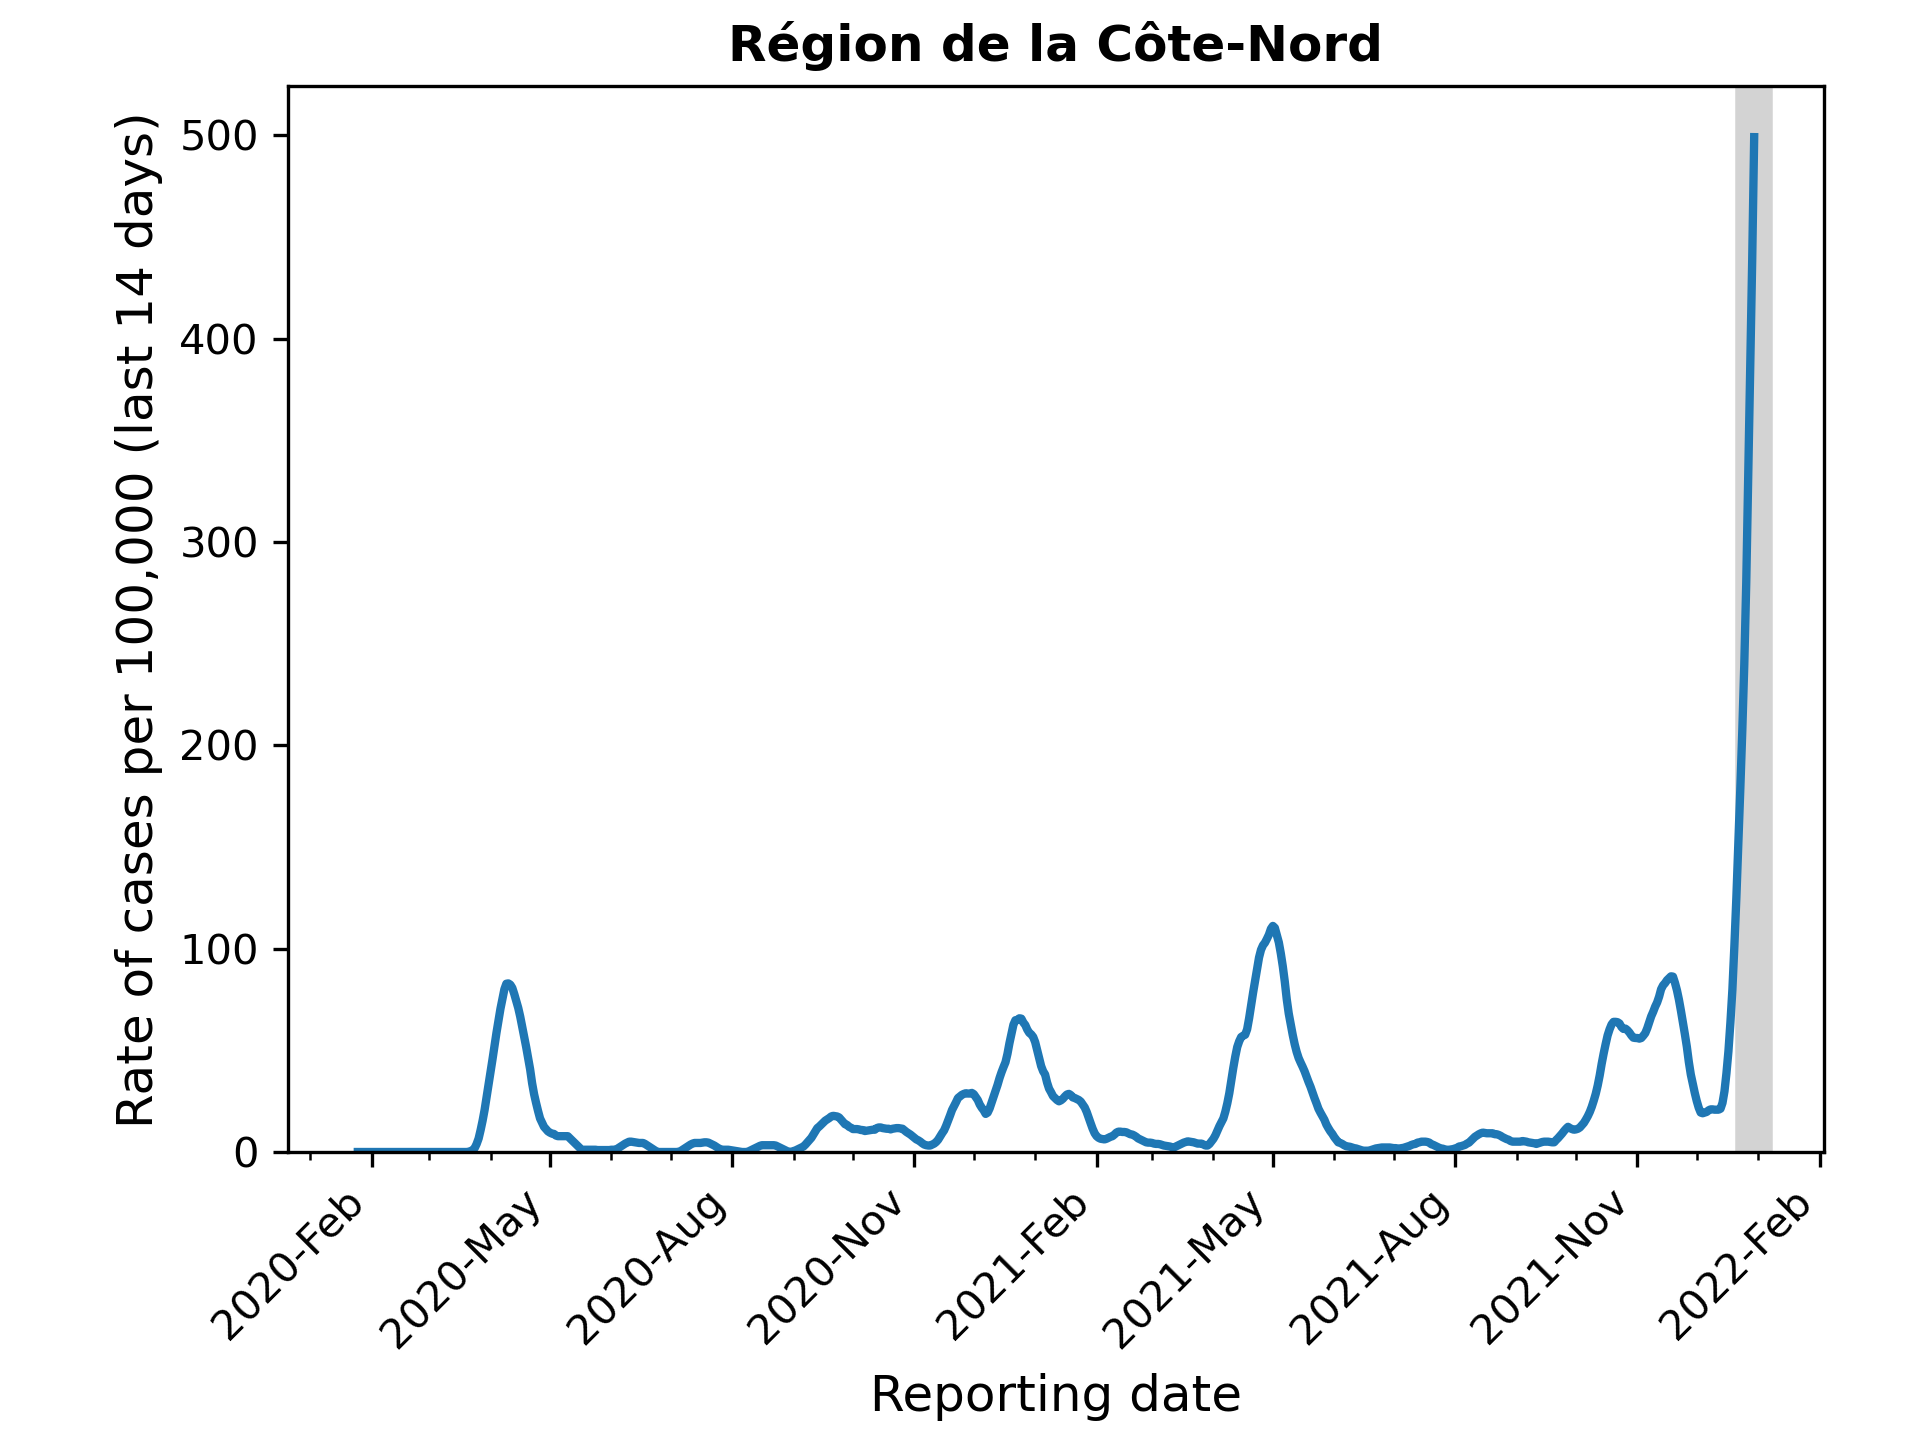 Région de la Côte-Nord
Rate of cases per 100,000 (last 14 days)
500
400
300
200
100
0
2020-Feb
2020-May
2020-Aug
2020-Nov
2021-Feb
2021-May
2021-Aug
2021-Nov
2022-Feb
Reporting date